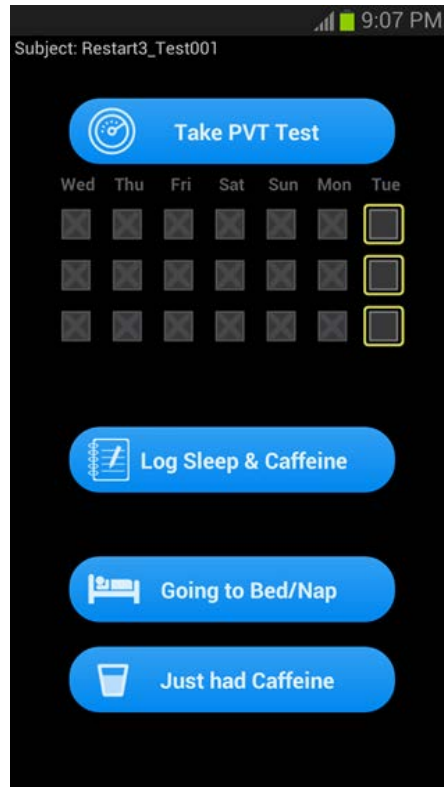 9:07 PM
Subject: Restart3_Test001
Take PVT Test
Wed Thu Fri Sat Sun Mon Tue
Log Sleep & Caffeine
Going to Bed/Nap
Just had Caffeine